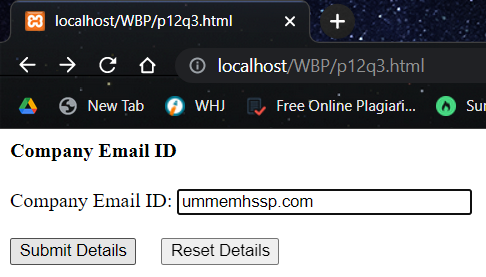 localhost/WBP/p12q3.html
localhost/WBP/p12q3.html
New Tab WHJ Free Online Plagiari... Sur
Company Email ID
Company Email ID: ummemhssp.com
Submit Details Reset Details